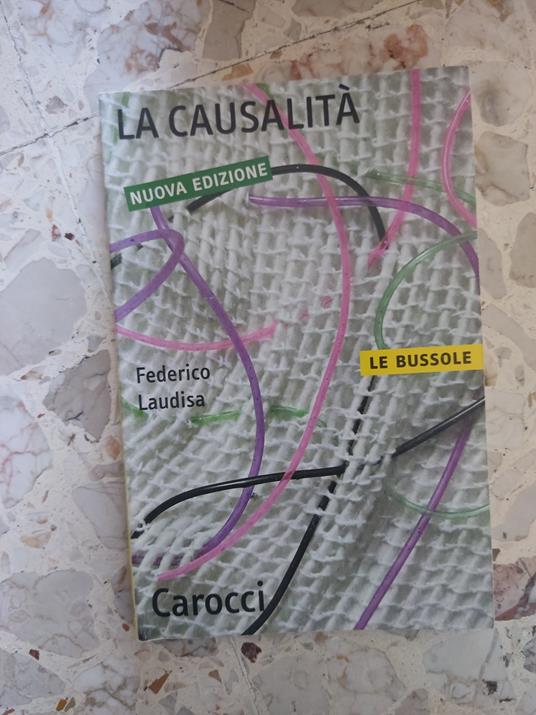 LA CAUSALITÀ
NUOVA EDIZIONE
LE BUSSOLE
Federico
Laudisa
Carocci